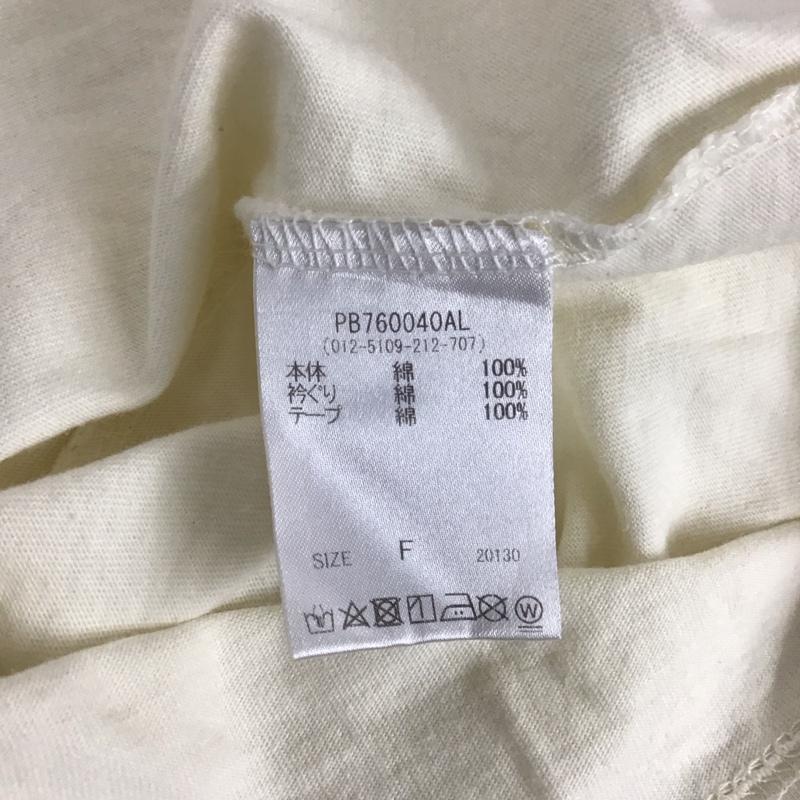 PB760040AL
(012-5109-212-707)
本体 綿 100%
衿ぐり 綿 100%
テープ 綿 100%
SIZE F 20130
W